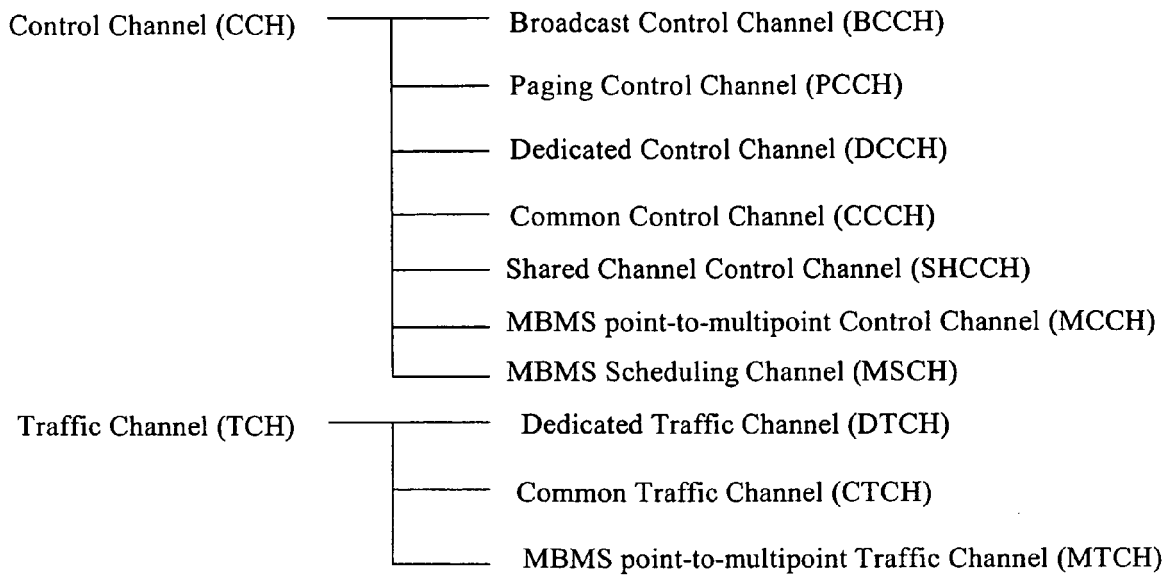 Control Channel (CCH)
Broadcast Control Channel (BCCH)
Paging Control Channel (PCCH)
Dedicated Control Channel (DCCH)
Common Control Channel (CCCH)
Shared Channel Control Channel (SHCCH)
MBMS point-to-multipoint Control Channel (MCCH)
MBMS Scheduling Channel (MSCH)
Traffic Channel (TCH)
Dedicated Traffic Channel (DTCH)
Common Traffic Channel (CTCH)
MBMS point-to-multipoint Traffic Channel (MTCH)